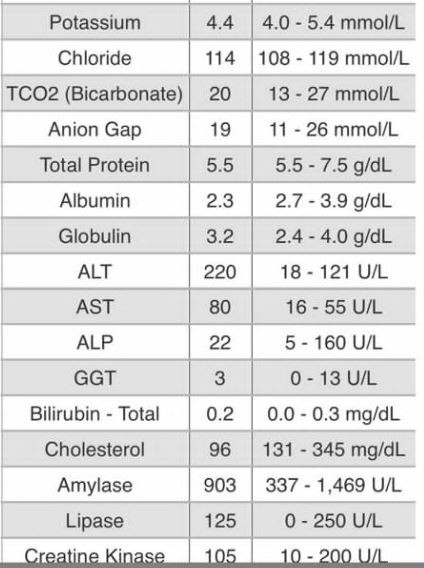 Potassium 4.4 4.0 - 5.4 mmol/L
Chloride 114 108 - 119 mmol/L
TCO2 (Bicarbonate) 20 13 - 27 mmol/L
Anion Gap 19 11 - 26 mmol/L
Total Protein 5.5 5.5 - 7.5 g/dL
Albumin 2.3 2.7 - 3.9 g/dL
Globulin 3.2 2.4 - 4.0 g/dL
ALT 220 18 - 121 U/L
AST 80 16 - 55 U/L
ALP 22 5 - 160 U/L
GGT 3 0 - 13 U/L
Bilirubin - Total 0.2 0.0 - 0.3 mg/dL
Cholesterol 96 131 - 345 mg/dL
Amylase 903 337 - 1,469 U/L
Lipase 125 0 - 250 U/L
Creatine Kinase 105 10 - 200 U/L